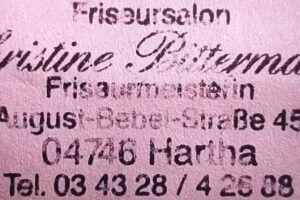 Friseursalon
ristine Bitterma
Friseurmeisterin
August-Bebel-Straße 45
04746 Hartha
Tel. 03 43 28 / 4 26 88